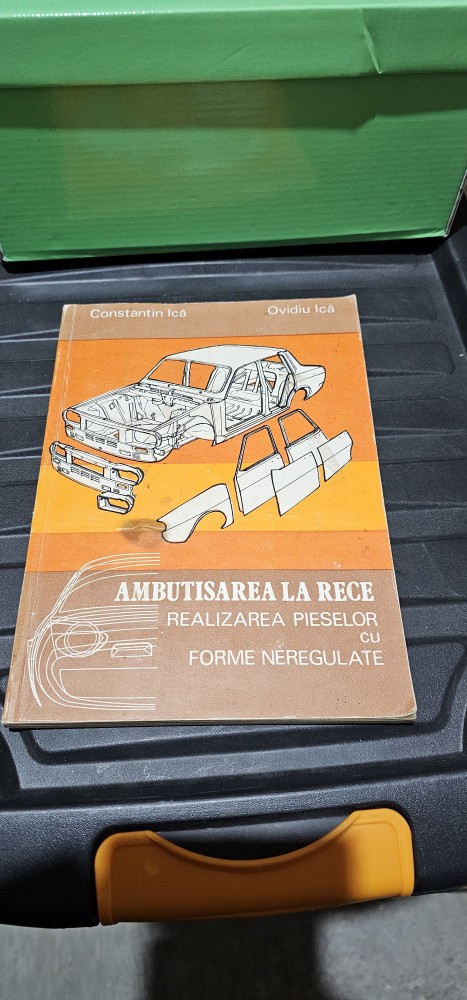 Constantin Ică
Ovidiu Ică
AMBUTISAREA LA RECE
REALIZAREA PIESELOR
cu
FORME NEREGULATE